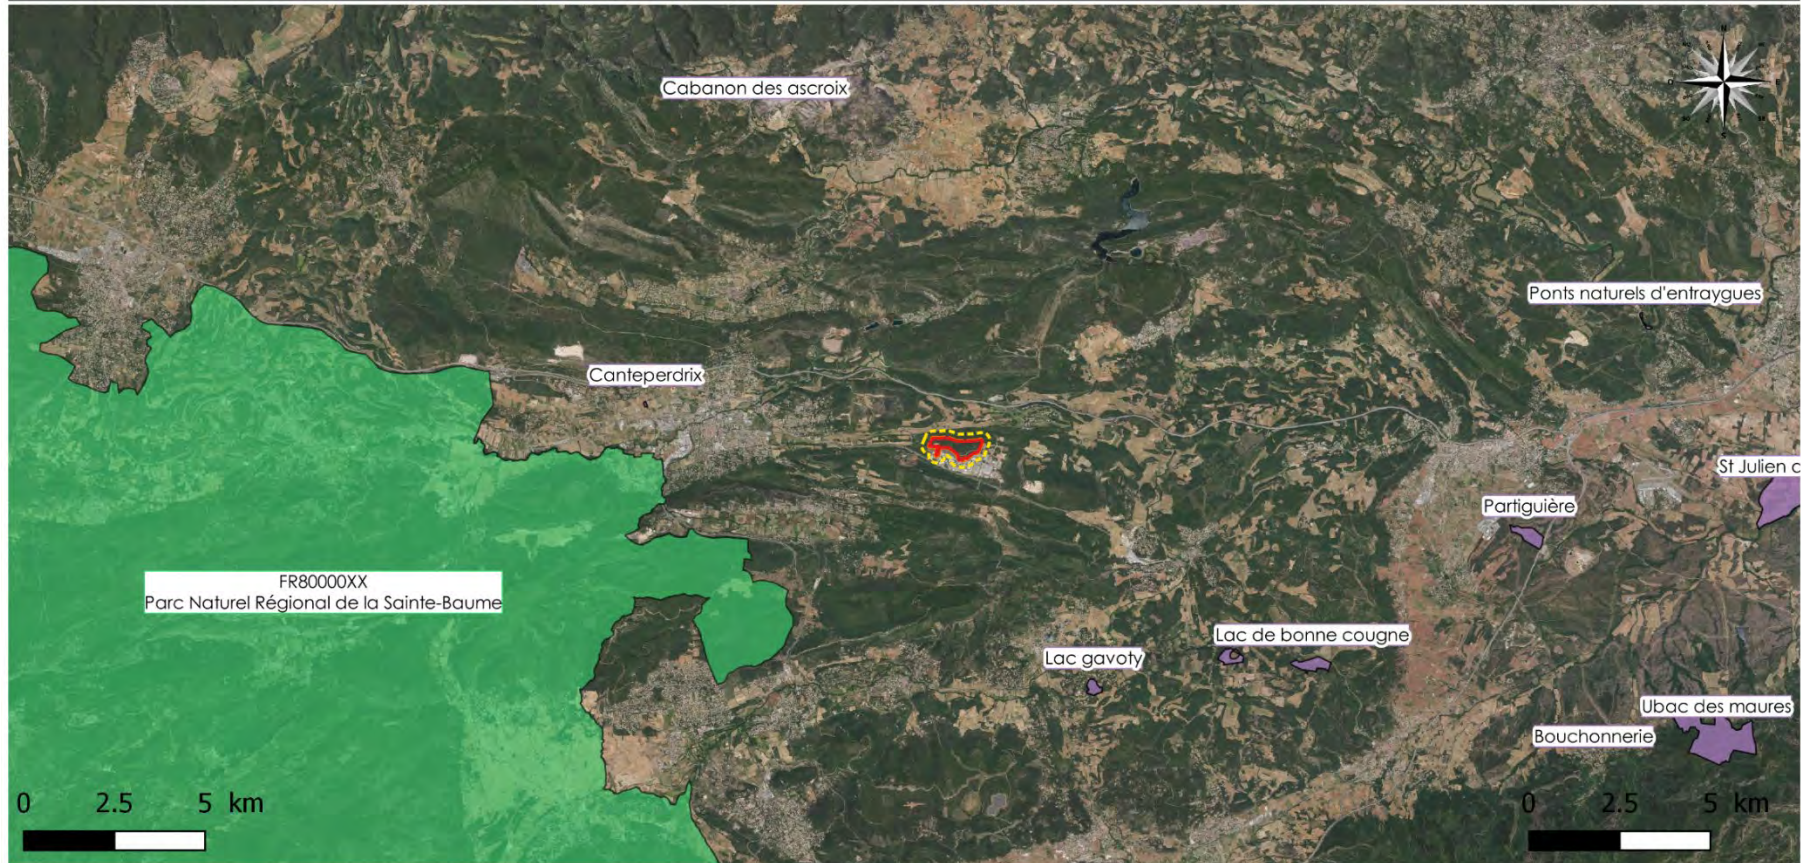 N
S
Cabanon des ascroix
Ponts naturels d'entraygues
Canteperdrix
St Julien d
Partiguière
FR80000XX
Parc Naturel Régional de la Sainte-Baume
Lac de bonne cougne
Lac gavoty
Ubac des maures
Bouchonnerie
0 2.5 5 km
0 2.5 5 km